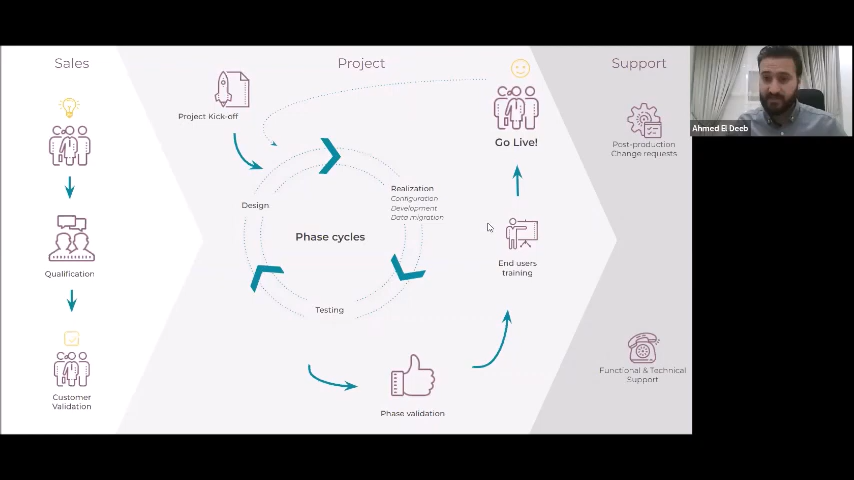 Sales
Project
Support
Project Kick-off
Ahmed El Deeb
Go Live!
Post-production
Change requests
Realization
Configuration
Development
Data migration
Design
Phase cycles
Qualification
End users
training
Testing
Functional & Technical
Support
Customer
Validation
Phase validation